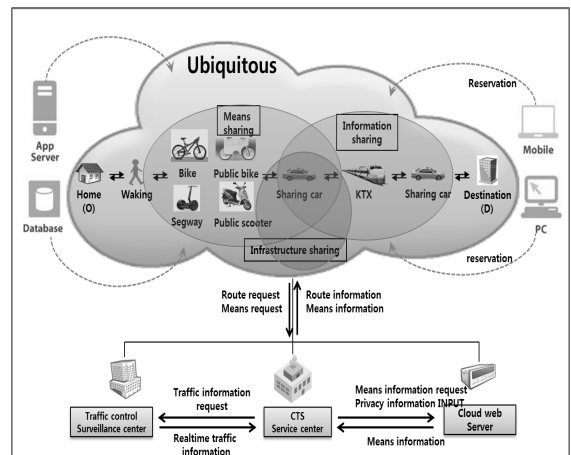 Ubiquitous
Reservation
App
Server
Means
sharing
Information
sharing
Mobile
Bike
Public bike
Home
(O)
Waking
Sharing car
KTX
Sharing car
Destination
(D)
Database
Segway
Public scooter
PC
Infrastructure sharing
reservation
Route request
Means request
Route information
Means information
Traffic information
request
Means information request
Privacy information INPUT
Traffic control
Surveillance center
CTS
Service center
Cloud web
Server
Realtime traffic
information
Means information